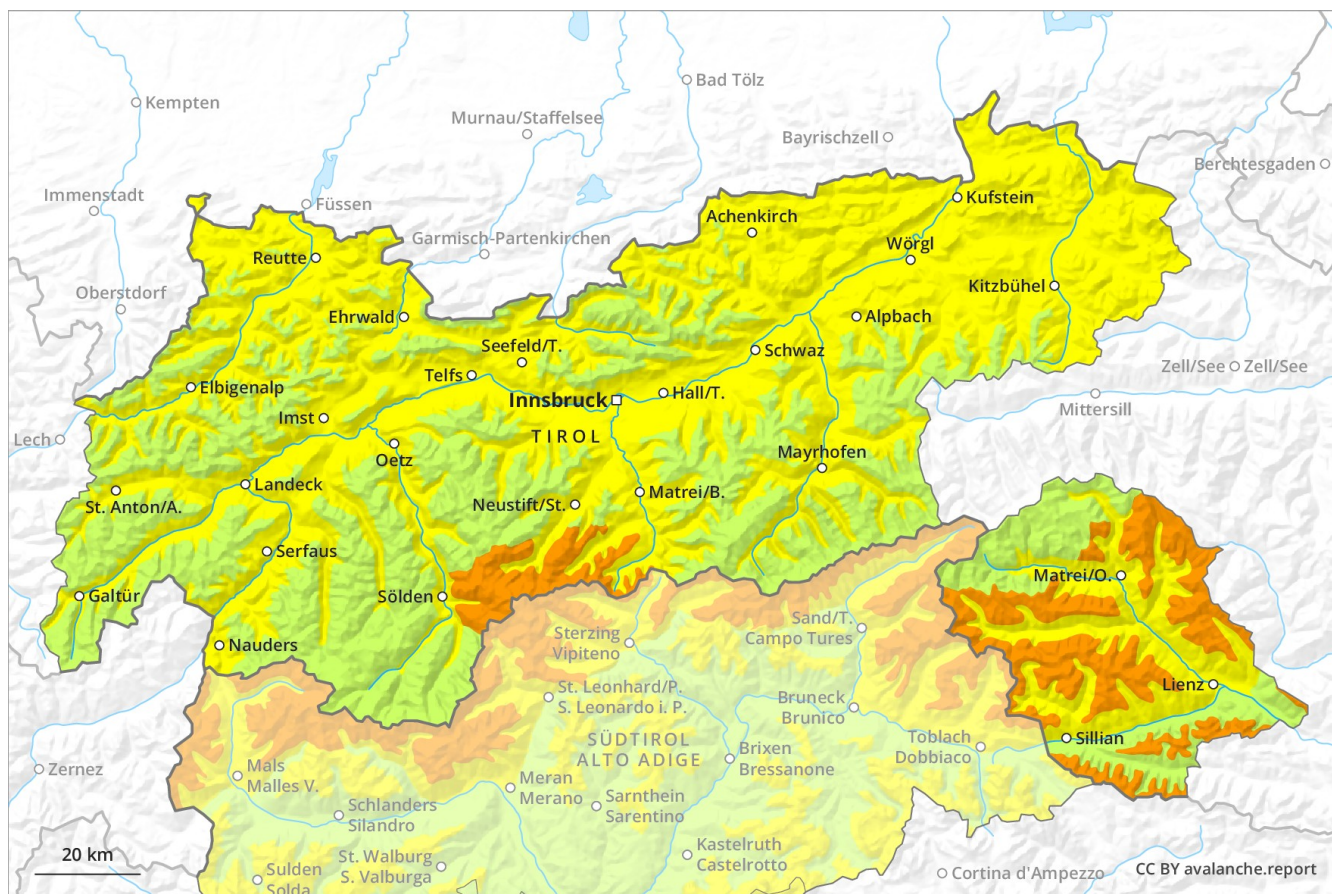 Bad Tölz
Kempten
Murnau/Staffelsee
Bayrischzell
Berchtesgaden
Immenstadt
Füssen
Kufstein
Achenkirch
Garmisch-Partenkirchen
Wörgl
Reutte
Kitzbühel
Oberstdorf
Ehrwald
Alpbach
Seefeld/T.
Schwaz
Telfs
Zell/See
Zell/See
Elbigenalp
Hall/T.
Innsbruck
Mittersill
Imst
TIROL
Lech
Oetz
Mayrhofen
Landeck
Matrei/B.
St. Anton/A.
Neustift/St.
Serfaus
Matrei/O.
Galtür
Sölden
Sand/T.
Campo Tures
Sterzing
Vipiteno
Nauders
Lienz
St. Leonhard/P.
S. Leonardo i. P.
Bruneck
Brunico
SÜDTIROL
ALTO ADIGE
Toblach
Dobbiaco
Sillian
Brixen
Bressanone
Zernez
Mals
Malles V.
Meran
Merano
Sarnthein
Sarentino
Schlanders
Silandro
20 km
St. Walburg
S. Valburga
Kastelruth
Castelrotto
Sulden
Solda
Cortina d'Ampezzo
CC BY avalanche.report